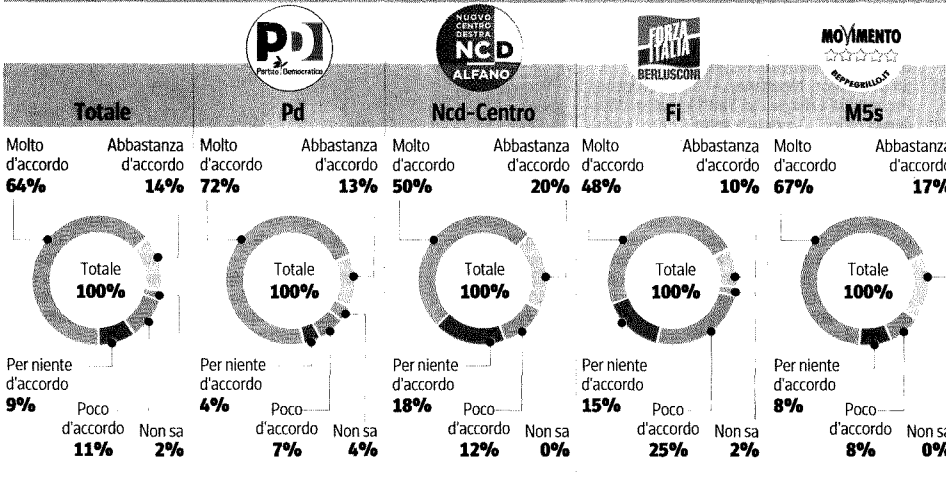 PD
Partito Democratico
NUOVO
CENTRO
DESTRA
NCD
ALFANO
FORZA
ITALIA
BERLUSCONI
MOVIMENTO
BEPPEGRILLO.IT
Totale
Pd
Ncd-Centro
Fi
M5s
Molto
d'accordo
64%
Abbastanza
d'accordo
14%
Totale
100%
Per niente
d'accordo
9%
Poco
d'accordo
11%
Non sa
2%
Molto
d'accordo
72%
Abbastanza
d'accordo
13%
Totale
100%
Per niente
d'accordo
4%
Poco
d'accordo
7%
Non sa
4%
Molto
d'accordo
50%
Abbastanza
d'accordo
20%
Totale
100%
Per niente
d'accordo
18%
Poco
d'accordo
12%
Non sa
0%
Molto
d'accordo
48%
Abbastanza
d'accordo
10%
Totale
100%
Per niente
d'accordo
15%
Poco
d'accordo
25%
Non sa
2%
Molto
d'accordo
67%
Abbastanza
d'accordo
17%
Totale
100%
Per niente
d'accordo
8%
Poco
d'accordo
8%
Non sa
0%